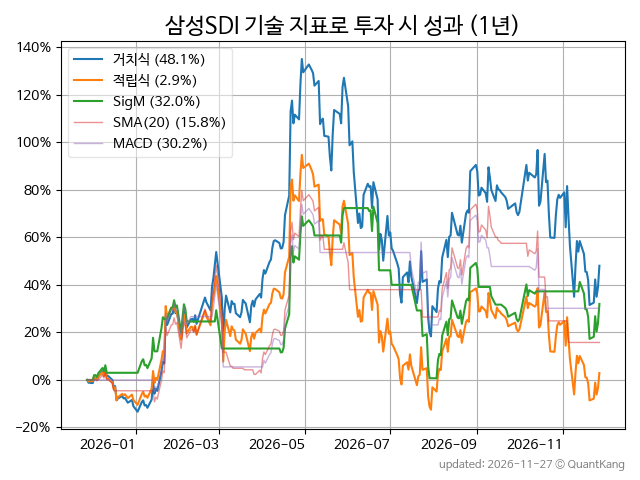 삼성SDI 기술 지표로 투자 시 성과 (1년)
140%
120%
100%
80%
60%
40%
20%
0%
−20%
거치식 (48.1%)
적립식 (2.9%)
SigM (32.0%)
SMA(20) (15.8%)
MACD (30.2%)
2026-01 2026-03 2026-05 2026-07 2026-09 2026-11
updated: 2026-11-27 © QuantKang